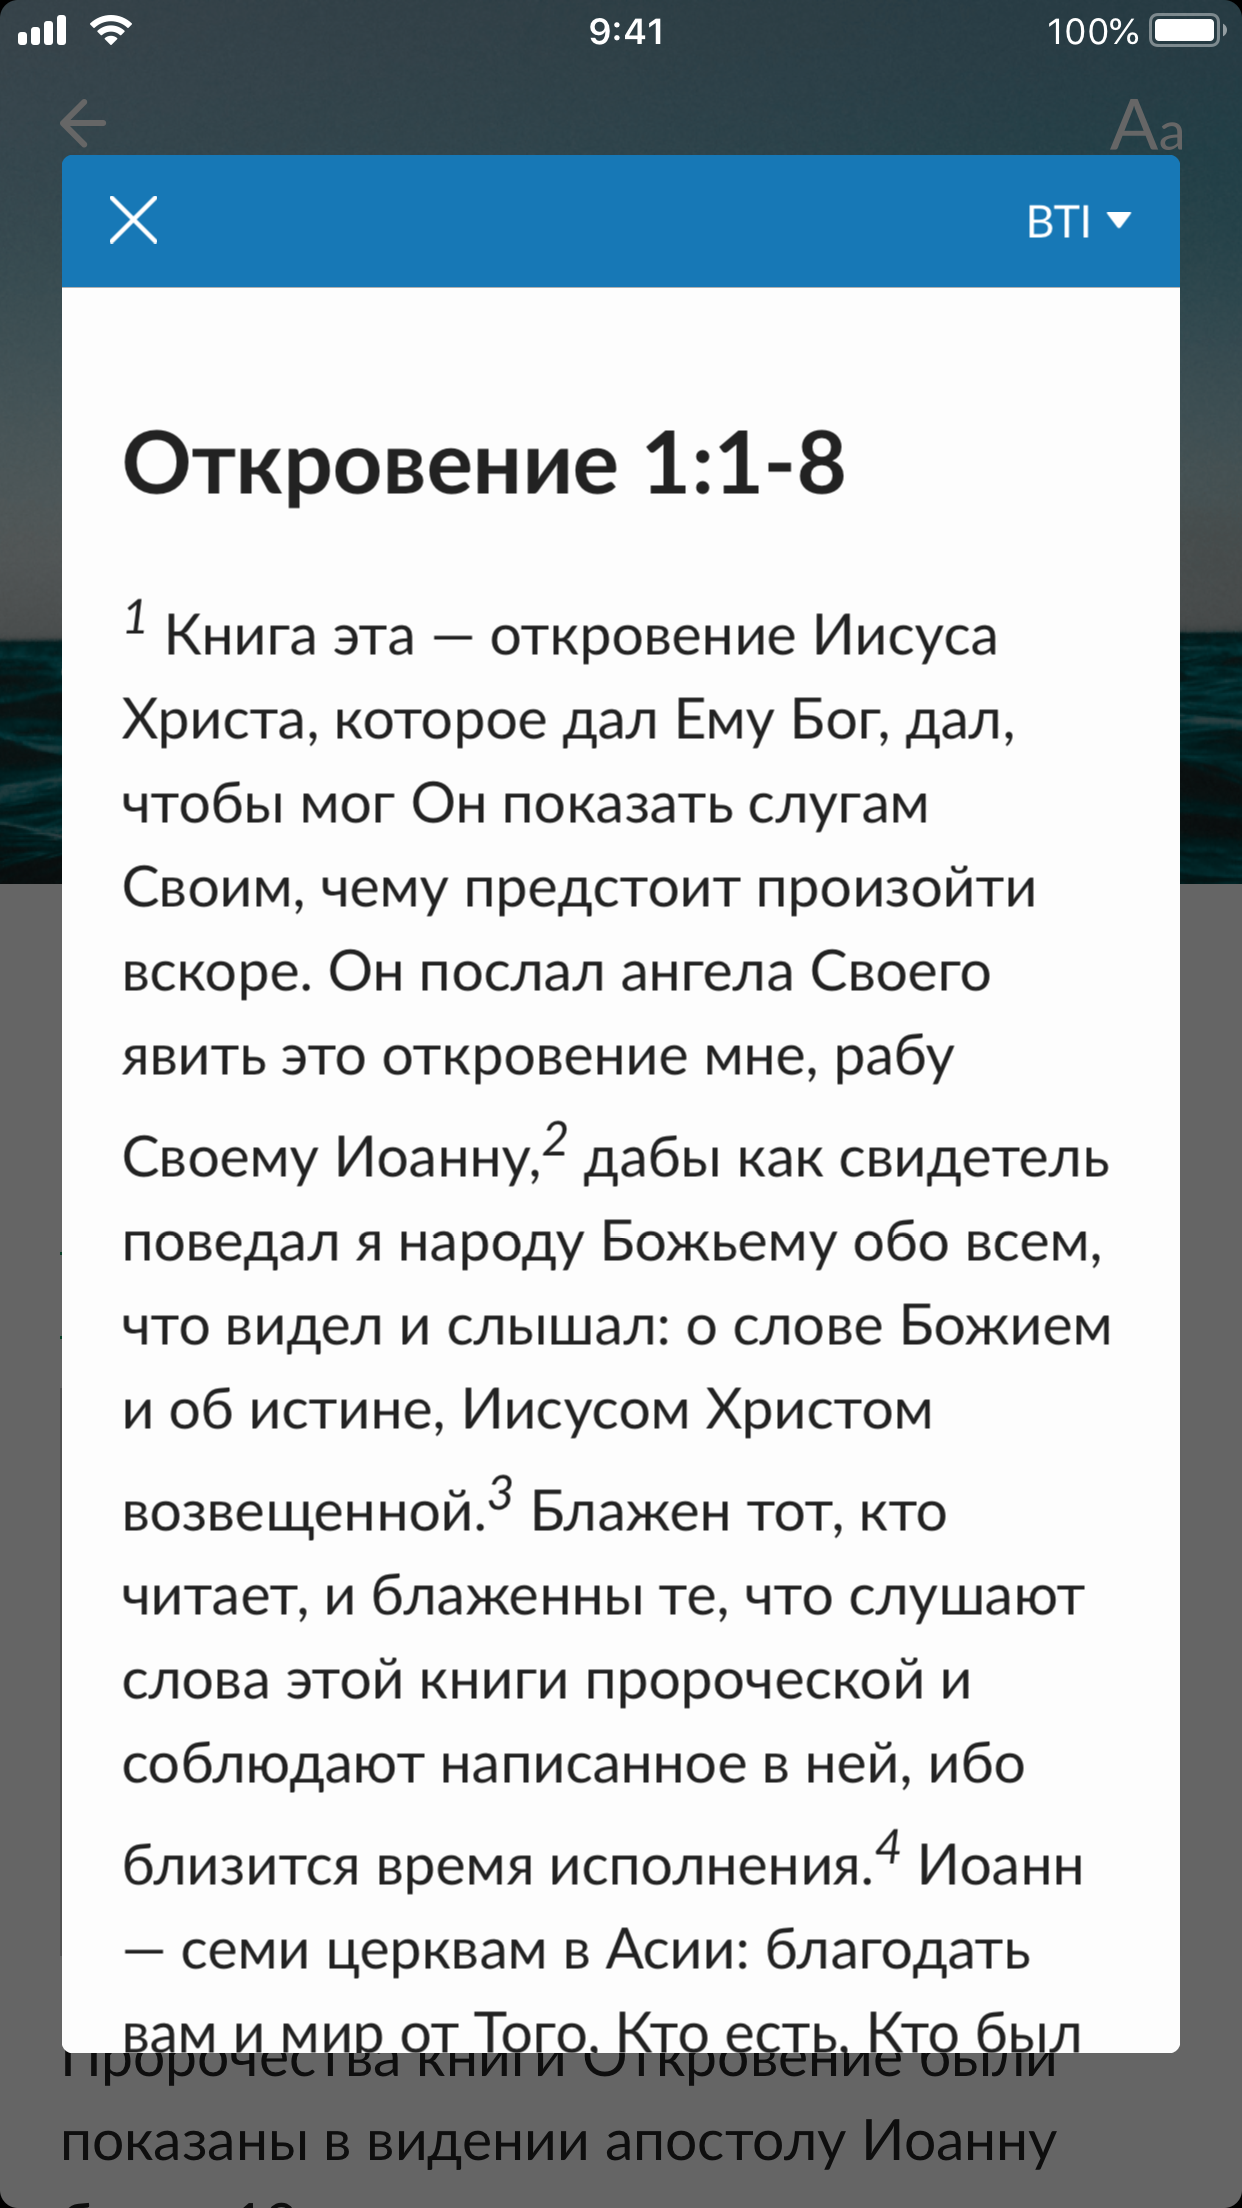 9:41
100%
Aa
BTI
Откровение 1:1-8
1 Книга эта — откровение Иисуса
Христа, которое дал Ему Бог, дал,
чтобы мог Он показать слугам
Своим, чему предстоит произойти
вскоре. Он послал ангела Своего
явить это откровение мне, рабу
Своему Иоанну,2 дабы как свидетель
поведал я народу Божьему обо всем,
что видел и слышал: о слове Божием
и об истине, Иисусом Христом
возвещенной.3 Блажен тот, кто
читает, и блаженны те, что слушают
слова этой книги пророческой и
соблюдают написанное в ней, ибо
близится время исполнения.4 Иоанн
— семи церквам в Асии: благодать
вам и мир от Того, Кто есть, Кто был
Пророчества книги Откровение были
показаны в видении апостолу Иоанну